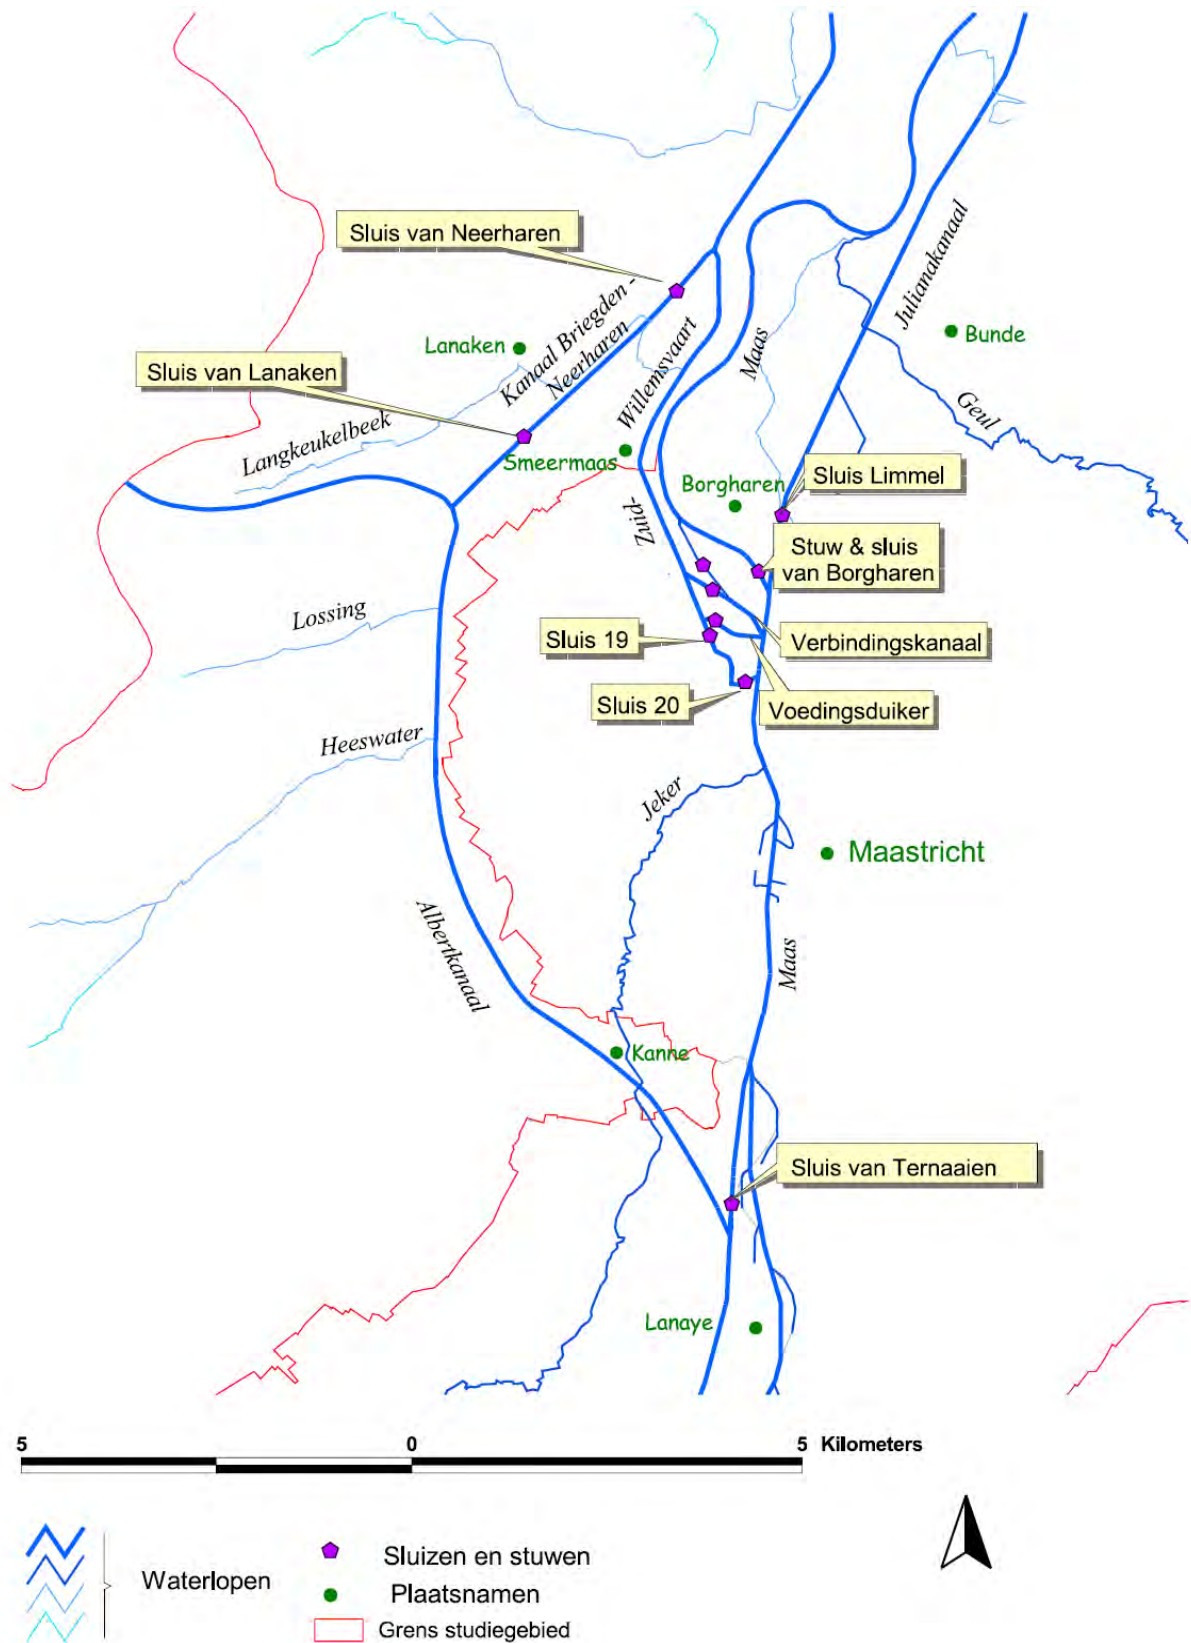 Sluis van Neerharen
Kanaal Briegden -
Neerharen
Lanaken
Sluis van Lanaken
Langkeukelbeek
Willemsvaart
Maas
Julianakanaal
Bunde
Geul
Smeermaas
Borgharen
Sluis Limmel
Zuid-
Stuw & sluis
van Borgharen
Lossing
Sluis 19
Verbindingskanaal
Sluis 20
Voedingsduiker
Heeswater
Jeker
Maastricht
Albertkanaal
Maas
Kanne
Sluis van Ternaaien
Lanaye
5 0 5 Kilometers
Waterlopen
Sluizen en stuwen
Plaatsnamen
Grens studiegebied